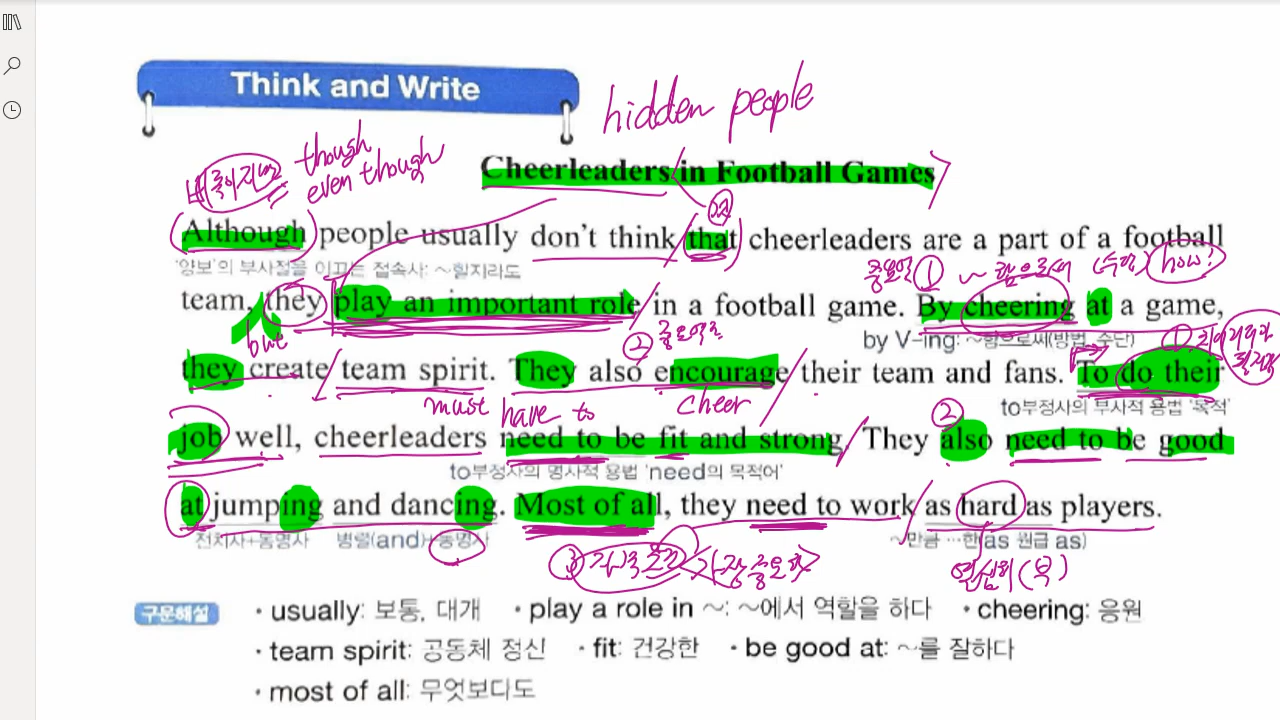 Think and Write
hidden people
though
even though
Cheerleaders in Football Games
Although people usually don't think that cheerleaders are a part of a football
'양보'의 부사절을 이끄는 접속사: ~할지라도
중요역 ① ~함으로써 (수단) how?
team, they play an important role in a football game. By cheering at a game,
but ② by V-ing: ~함으로써(방법, 수단) ①
they create team spirit. They also encourage their team and fans. To do their
must have to cheer ② to부정사의 부사적 용법 '목적'
job well, cheerleaders need to be fit and strong. They also need to be good
to부정사의 명사적 용법 'need의 목적어'
at jumping and dancing. Most of all, they need to work as hard as players.
전치사+동명사 병렬(and)+동명사 ~만큼 …한(as 원급 as)
③ 가장 중요한 열심히(부)
구문해설 • usually: 보통, 대개 • play a role in ~: ~에서 역할을 하다 • cheering: 응원
• team spirit: 공동체 정신 • fit: 건강한 • be good at: ~를 잘하다
• most of all: 무엇보다도